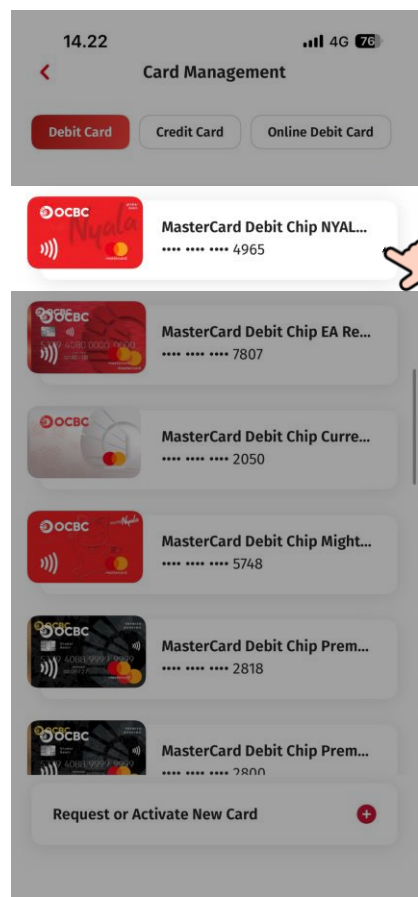 14.22
4G 76
Card Management
Debit Card
Credit Card
Online Debit Card
OCBC
Nyala
MasterCard Debit Chip NYAL...
•••• •••• •••• 4965
OCBC
MasterCard Debit Chip EA Re...
•••• •••• •••• 7807
OCBC
MasterCard Debit Chip Curre...
•••• •••• •••• 2050
OCBC
Nyala
MasterCard Debit Chip Might...
•••• •••• •••• 5748
OCBC
MasterCard Debit Chip Prem...
•••• •••• •••• 2818
OCBC
MasterCard Debit Chip Prem...
•••• •••• •••• 2800
Request or Activate New Card